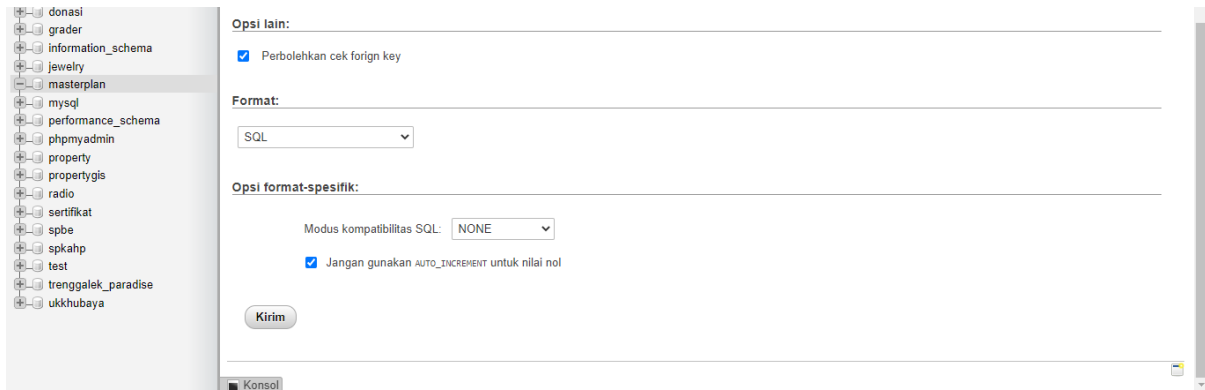 donasi
grader
information_schema
jewelry
masterplan
mysql
performance_schema
phpmyadmin
property
propertygis
radio
sertifikat
spbe
spkahp
test
trenggalek_paradise
ukkhubaya
Opsi lain:
Perbolehkan cek forign key
Format:
SQL
Opsi format-spesifik:
Modus kompatibilitas SQL: NONE
Jangan gunakan AUTO_INCREMENT untuk nilai nol
Kirim
Konsol